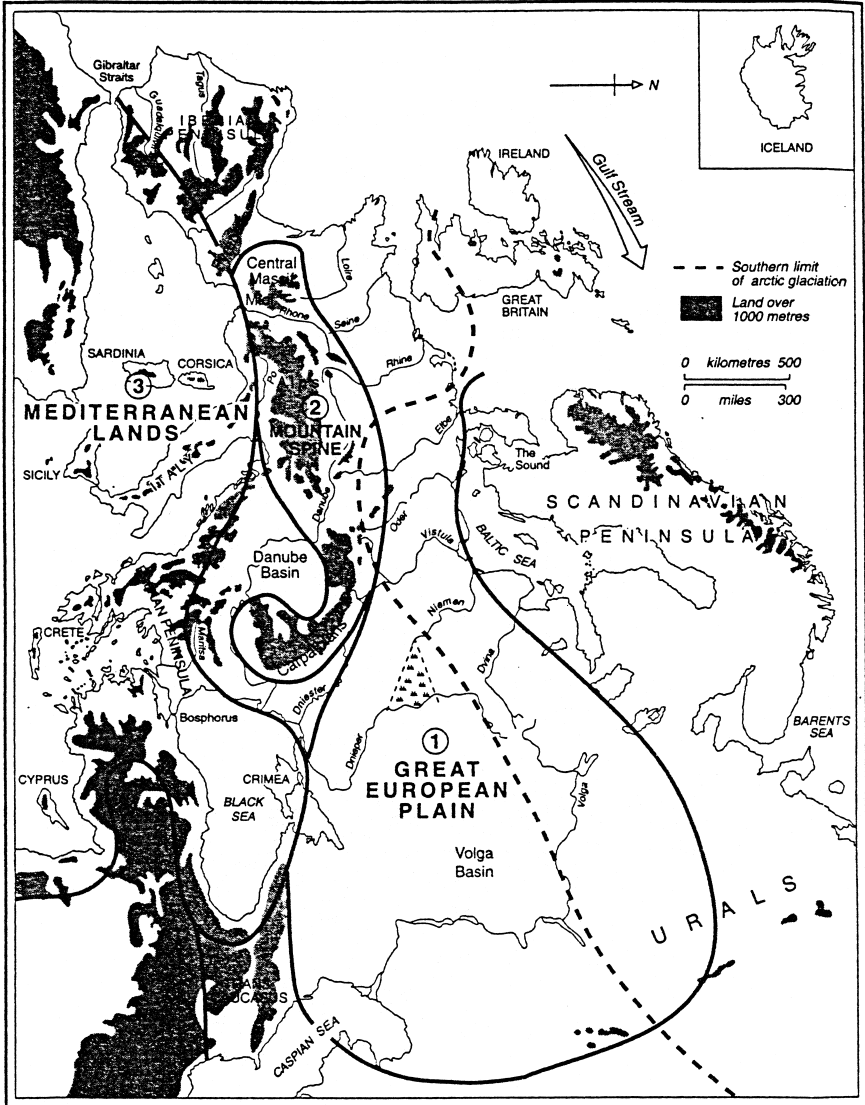 Gibraltar
Straits
Tagus
Guadalquivir
IBERIAN
PENINSULA
N
ICELAND
IRELAND
Gulf Stream
Central
Massif
Midi
Loire
Rhone
Seine
GREAT
BRITAIN
Southern limit
of arctic glaciation
Land over
1000 metres
0 kilometres 500
0 miles 300
SARDINIA
CORSICA
Po
Rhine
Alps
3
MEDITERRANEAN
LANDS
2
MOUNTAIN
SPINE
Elbe
The
Sound
SICILY
ITALY
Danube
Oder
Vistula
BALTIC SEA
SCANDINAVIAN
PENINSULA
Danube
Basin
Niemen
CRETE
Maritsa
PENINSULA
Carpathians
Dvina
Dniester
Bosphorus
Dnieper
BARENTS
SEA
1
GREAT
EUROPEAN
PLAIN
CYPRUS
CRIMEA
BLACK
SEA
Volga
Volga
Basin
URALS
CASPIAN SEA